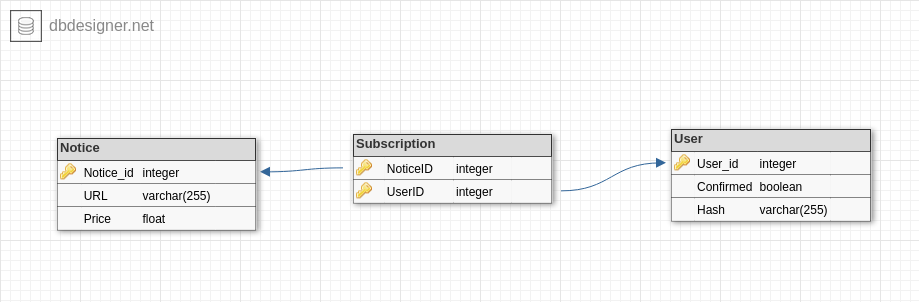 dbdesigner.net
Notice
Notice_id integer
URL varchar(255)
Price float
Subscription
NoticeID integer
UserID integer
User
User_id integer
Confirmed boolean
Hash varchar(255)